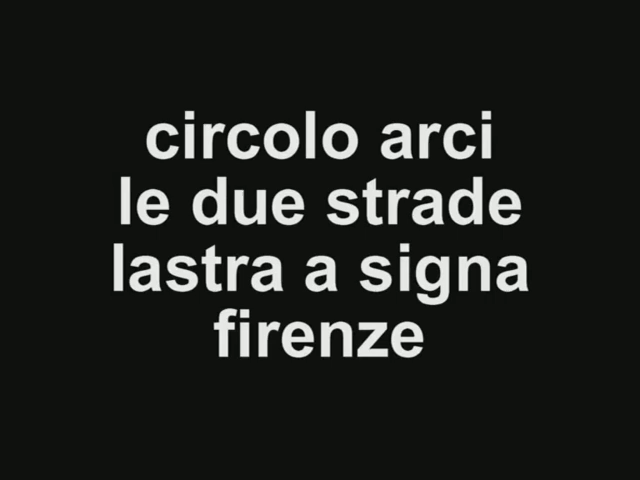 circolo arci
le due strade
lastra a signa
firenze